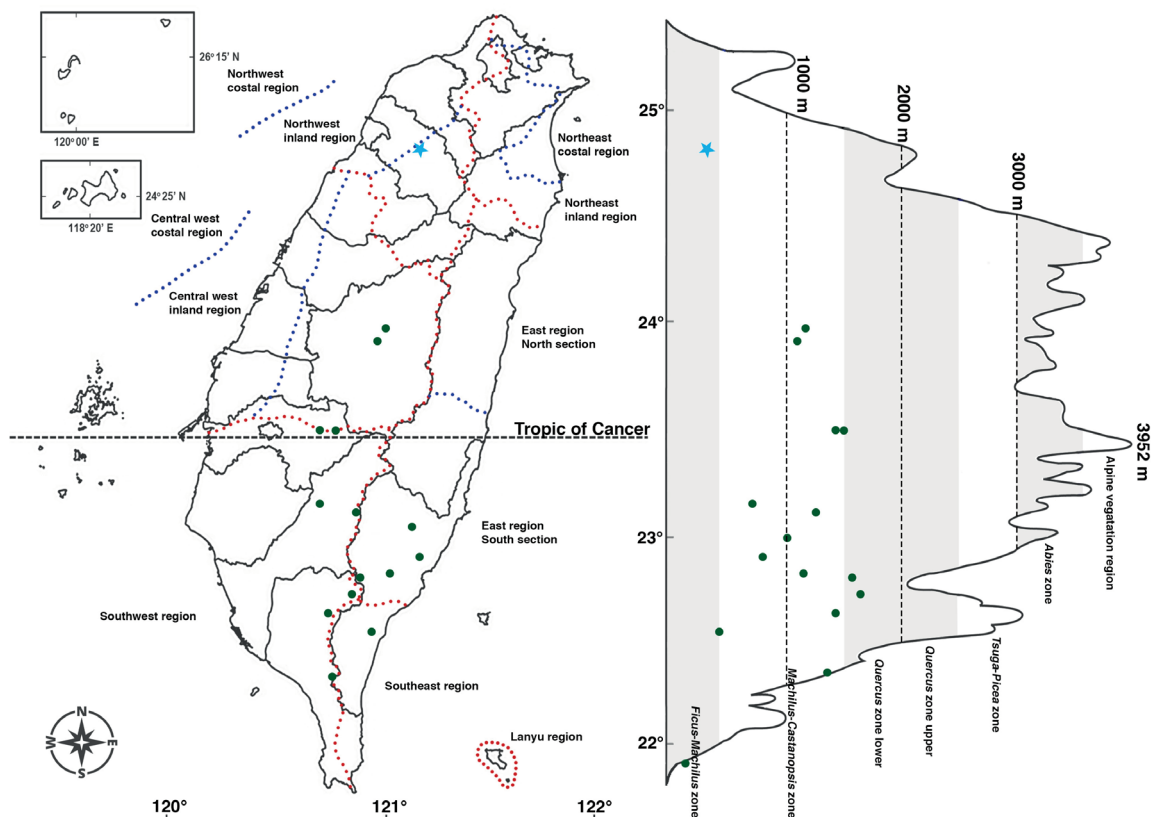 26°15' N
120°00' E
24°25' N
118°20' E
Northwest
costal region
Northwest
inland region
Northeast
costal region
Northeast
inland region
Central west
costal region
Central west
inland region
East region
North section
Tropic of Cancer
East region
South section
Southwest region
Southeast region
Lanyu region
N
W
E
S
120°
121°
122°
25°
24°
23°
22°
1000 m
2000 m
3000 m
3952 m
Alpine vegatation region
Abies zone
Tsuga-Picea zone
Quercus zone upper
Quercus zone lower
Machilus-Castanopsis zone
Ficus-Machilus zone